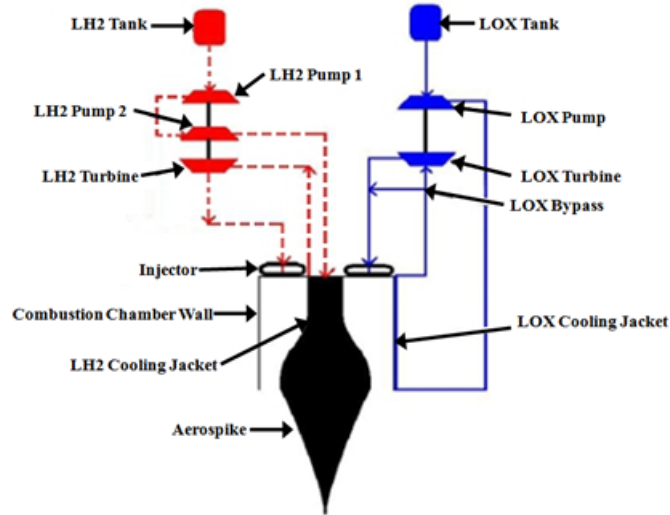 LH2 Tank
LOX Tank
LH2 Pump 1
LH2 Pump 2
LOX Pump
LH2 Turbine
LOX Turbine
LOX Bypass
Injector
Combustion Chamber Wall
LOX Cooling Jacket
LH2 Cooling Jacket
Aerospike